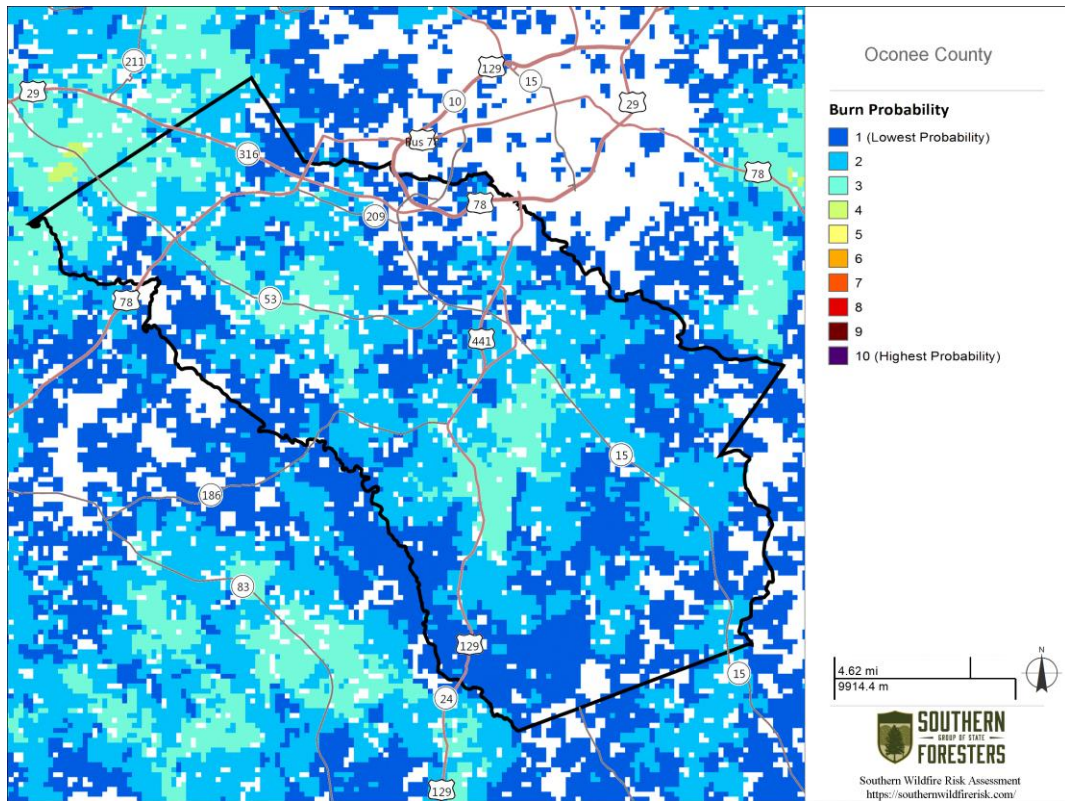 211
29
129
15
10
29
Bus 7
316
78
78
209
53
78
441
15
186
83
129
15
24
129
Oconee County
Burn Probability
1 (Lowest Probability)
2
3
4
5
6
7
8
9
10 (Highest Probability)
N
4.62 mi
9914.4 m
SOUTHERN
GROUP OF STATE
FORESTERS
Southern Wildfire Risk Assessment
https://southernwildfirerisk.com/